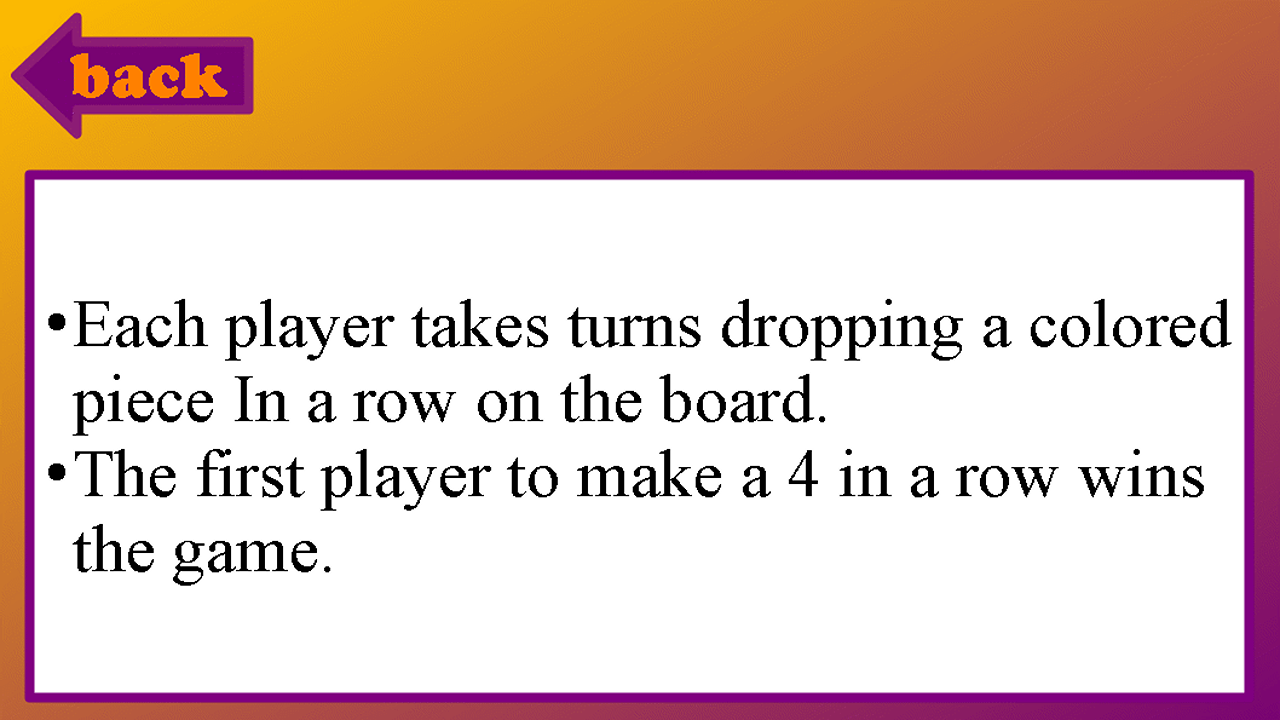 back
•Each player takes turns dropping a colored
piece In a row on the board.
•The first player to make a 4 in a row wins
the game.